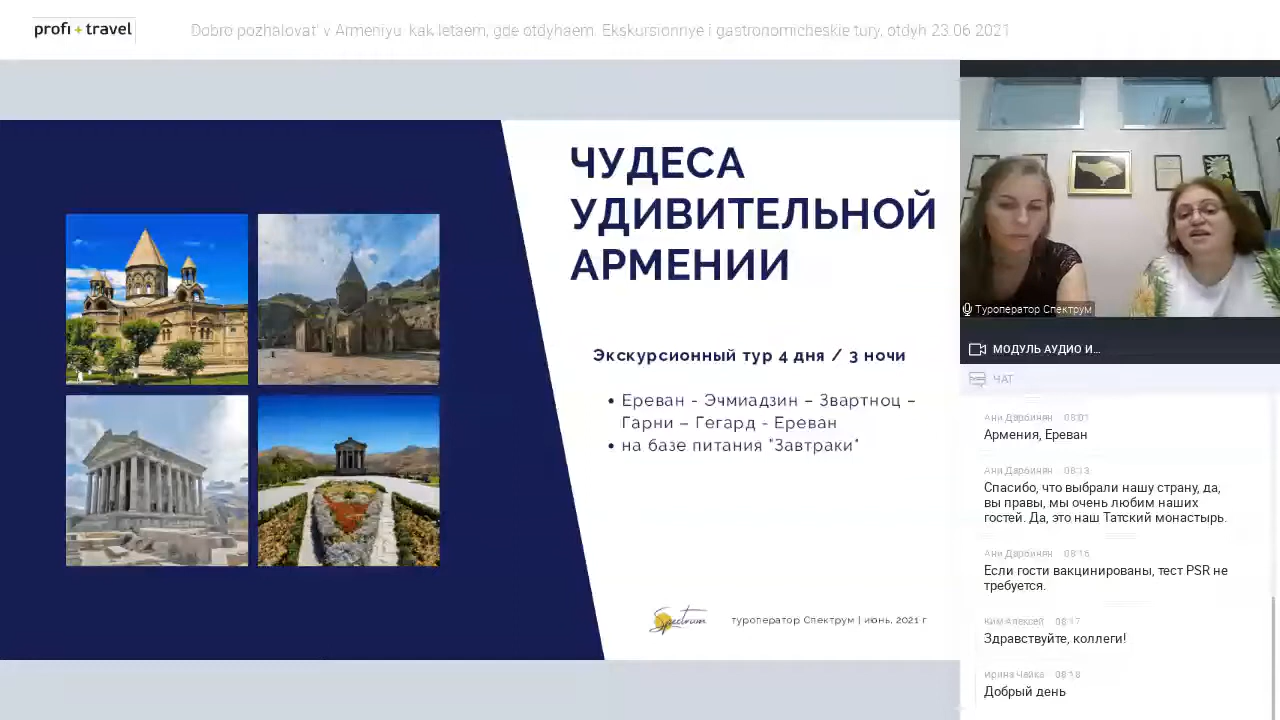 profi + travel
Dobro pozhalovat' v Armeniyu: kak letaem, gde otdyhaem. Ekskursionnye i gastronomicheskie tury, otdyh 23.06 2021
ЧУДЕСА
УДИВИТЕЛЬНОЙ
АРМЕНИИ
Экскурсионный тур 4 дня / 3 ночи
• Ереван - Эчмиадзин – Звартноц –
Гарни – Гегард - Ереван
• на базе питания "Завтраки"
Spectrum
туроператор Спектрум | июнь, 2021 г
Туроператор Спектрум
МОДУЛЬ АУДИО И...
ЧАТ
Ани Дарбинян 08:01
Армения, Ереван
Ани Дарбинян 08:13
Спасибо, что выбрали нашу страну, да,
вы правы, мы очень любим наших
гостей. Да, это наш Татский монастырь.
Ани Дарбинян 08:16
Если гости вакцинированы, тест PSR не
требуется.
Ким Алексей 08:17
Здравствуйте, коллеги!
Ирина Чайка 08:18
Добрый день